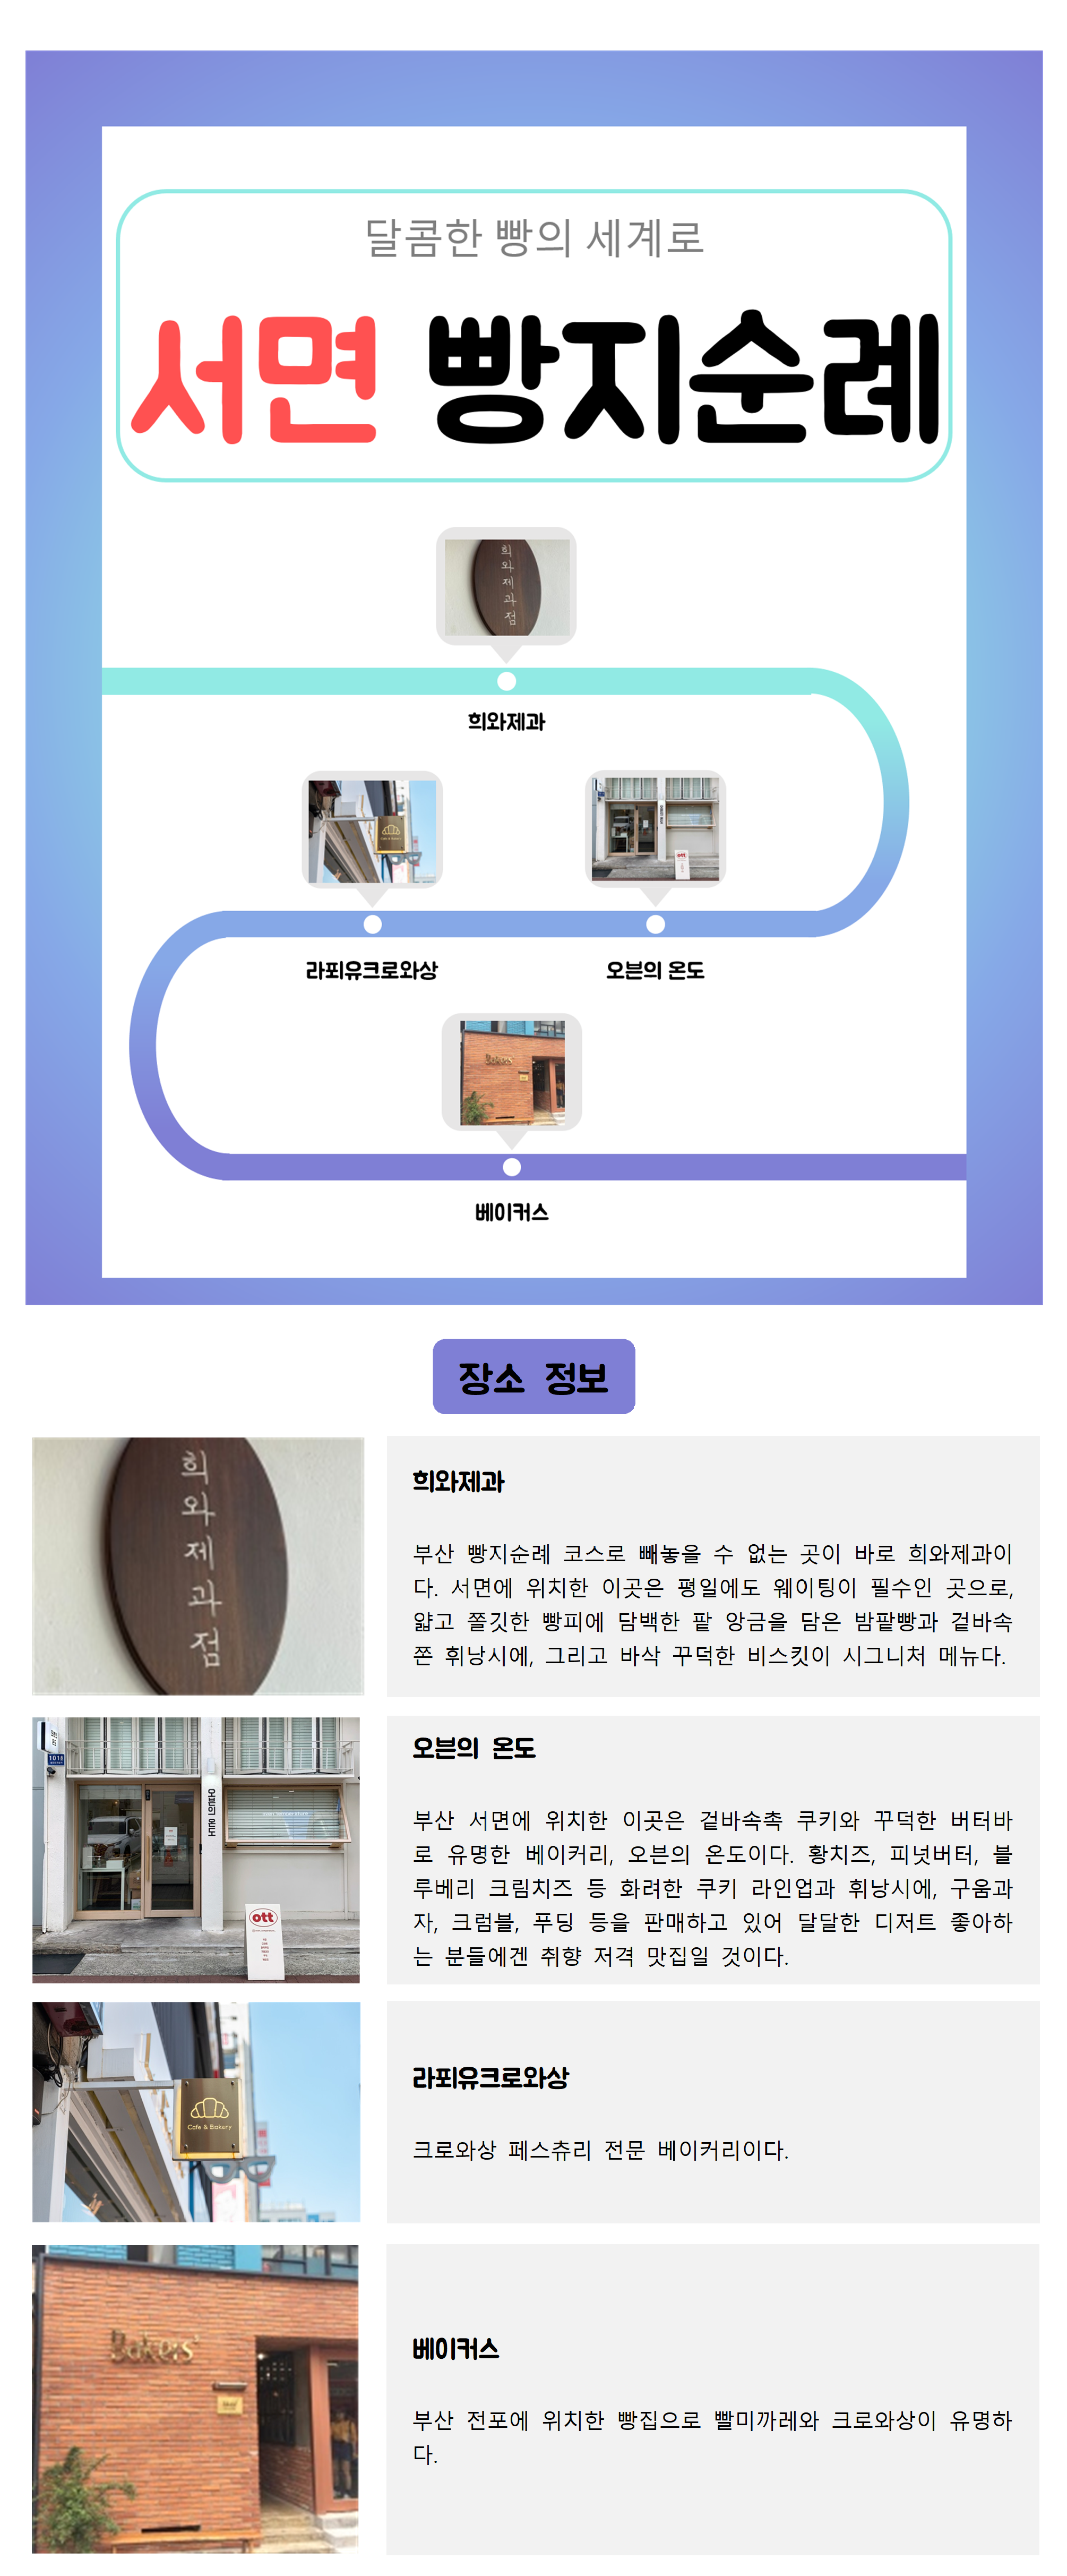 달콤한 빵의 세계로
서면 빵지순례
희와제과점
희와제과
Cafe & Bakery
ott
라피유크로와상
오븐의 온도
Bakers
베이커스
장소 정보
희와제과점
희와제과
부산 빵지순례 코스로 빼놓을 수 없는 곳이 바로 희와제과이
다. 서면에 위치한 이곳은 평일에도 웨이팅이 필수인 곳으로,
얇고 쫄깃한 빵피에 담백한 팥 앙금을 담은 밤팥빵과 겉바속
쫀 휘낭시에, 그리고 바삭 꾸덕한 비스킷이 시그니처 메뉴다.
오븐의 온도
ott
오븐의 온도
부산 서면에 위치한 이곳은 겉바속촉 쿠키와 꾸덕한 버터바
로 유명한 베이커리, 오븐의 온도이다. 황치즈, 피넛버터, 블
루베리 크림치즈 등 화려한 쿠키 라인업과 휘낭시에, 구움과
자, 크럼블, 푸딩 등을 판매하고 있어 달달한 디저트 좋아하
는 분들에겐 취향 저격 맛집일 것이다.
Cafe & Bakery
라피유크로와상
크로와상 페스츄리 전문 베이커리이다.
Bakers
베이커스
부산 전포에 위치한 빵집으로 빨미까레와 크로와상이 유명하
다.